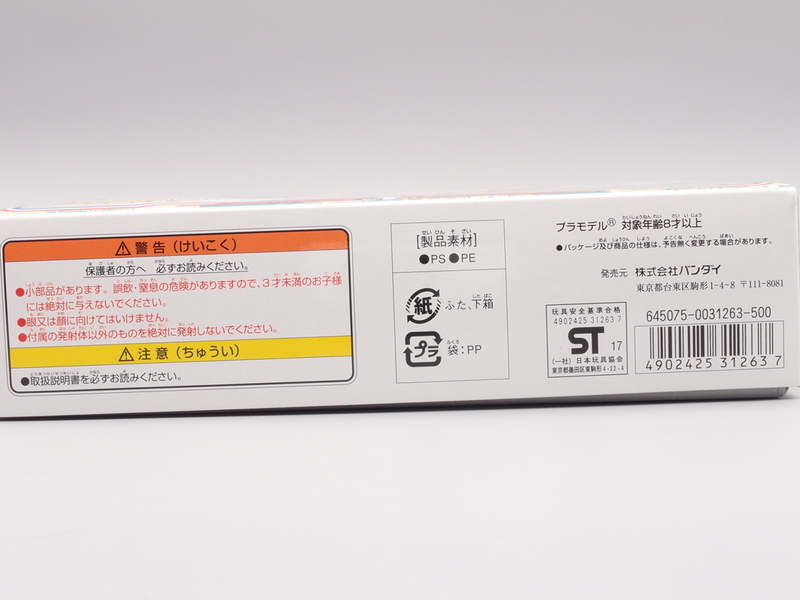 警告（けいこく）
保護者の方へ 必ずお読みください。
●小部品があります。誤飲・窒息の危険がありますので、3才未満のお子様
には絶対に与えないでください。
●眼又は顔に向けてはいけません。
●付属の発射体以外のものを絶対に発射しないでください。
注意（ちゅうい）
●取扱説明書を必ずお読みください。
[製品素材]
●PS ●PE
紙 ふた、下箱
プラ 袋：PP
プラモデル® 対象年齢8才以上
●パッケージ及び商品の仕様は、予告無く変更する場合があります。
発売元 株式会社バンダイ
東京都台東区駒形1-4-8 〒111-8081
玩具安全基準合格
4902425 31263 7
ST 17
(一社)日本玩具協会
東京都墨田区東駒形4-22-4
645075-0031263-500
4902425 312637